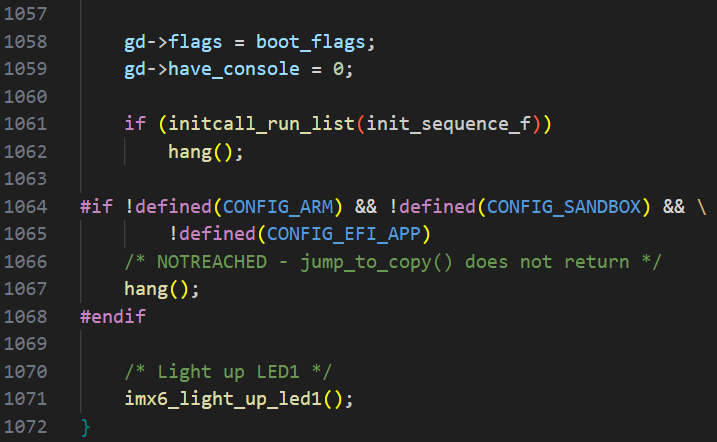 1057
1058 gd->flags = boot_flags;
1059 gd->have_console = 0;
1060
1061 if (initcall_run_list(init_sequence_f))
1062 hang();
1063
1064 #if !defined(CONFIG_ARM) && !defined(CONFIG_SANDBOX) && \
1065 !defined(CONFIG_EFI_APP)
1066 /* NOTREACHED - jump_to_copy() does not return */
1067 hang();
1068 #endif
1069
1070 /* Light up LED1 */
1071 imx6_light_up_led1();
1072 }